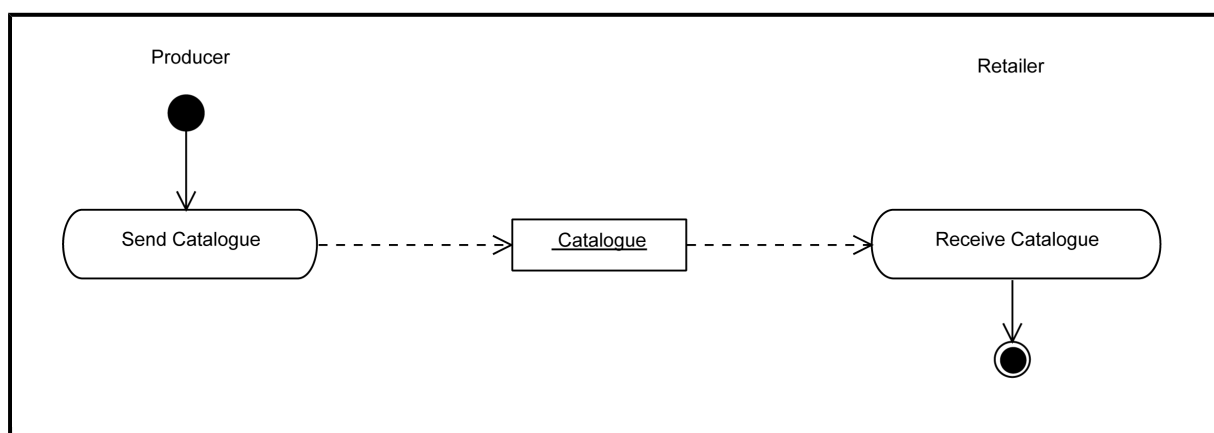 Producer
Retailer
Send Catalogue
Catalogue
Receive Catalogue